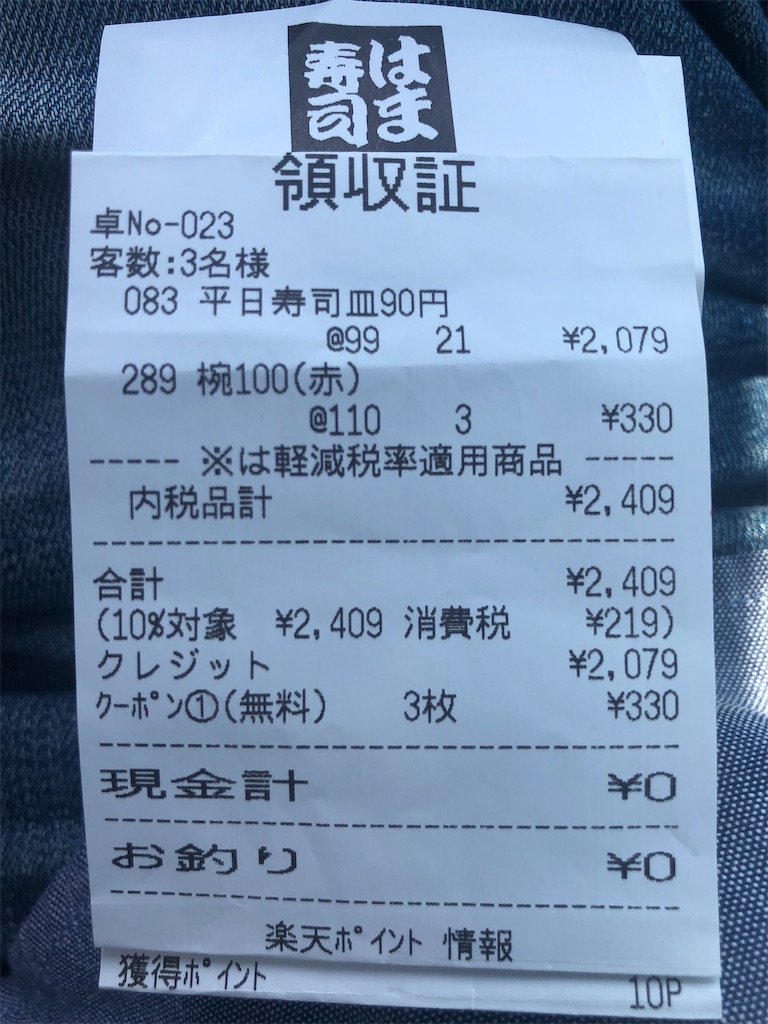 はま
寿司
領収証
卓No-023
客数:3名様
083 平日寿司皿90円
@99 21 ¥2,079
289 椀100(赤)
@110 3 ¥330
----- ※は軽減税率適用商品 -----
内税品計 ¥2,409
合計 ¥2,409
(10%対象 ¥2,409 消費税 ¥219)
クレジット ¥2,079
クーポン①(無料) 3枚 ¥330
現金計 ¥0
お釣り ¥0
楽天ポイント 情報
獲得ポイント 10P